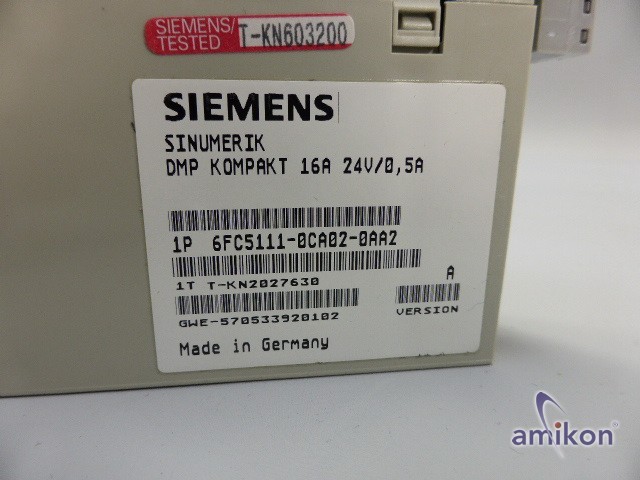 SIEMENS/
TESTED
T-KN603200
SIEMENS
SINUMERIK
DMP KOMPAKT 16A 24V/0,5A
1P 6FC5111-0CA02-0AA2
1T T-KN2027630
A
GWE-570533920102
VERSION
Made in Germany
amikon